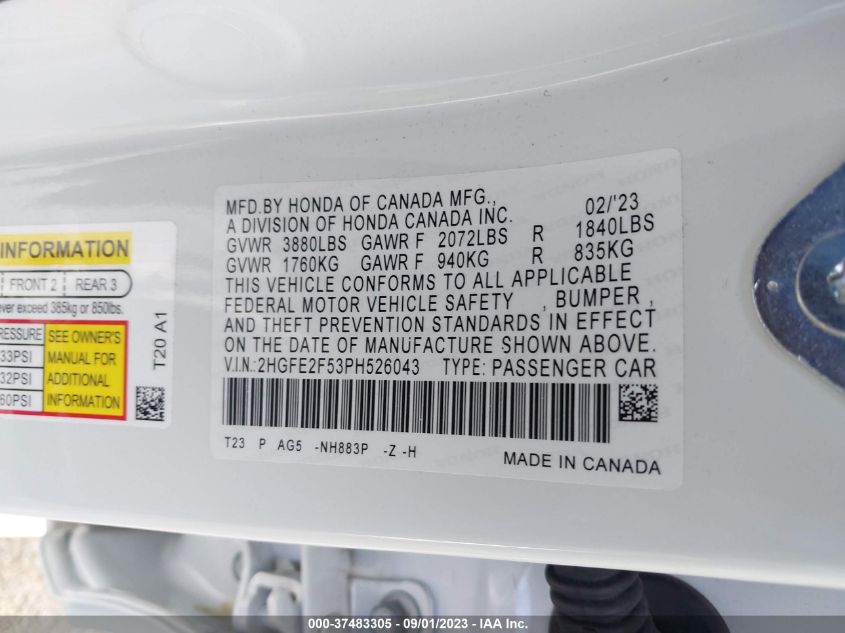 MFD.BY HONDA OF CANADA MFG., 02/'23
A DIVISION OF HONDA CANADA INC.
GVWR 3880LBS GAWR F 2072LBS R 1840LBS
GVWR 1760KG GAWR F 940KG R 835KG
THIS VEHICLE CONFORMS TO ALL APPLICABLE
FEDERAL MOTOR VEHICLE SAFETY , BUMPER ,
AND THEFT PREVENTION STANDARDS IN EFFECT
ON THE DATE OF MANUFACTURE SHOWN ABOVE.
V.I.N.:2HGFE2F53PH526043 TYPE: PASSENGER CAR
T23 P AG5 -NH883P -Z -H
MADE IN CANADA
INFORMATION
FRONT 2 REAR 3
exceed 385kg or 850lbs.
SEE OWNER'S
33PSI MANUAL FOR
32PSI ADDITIONAL
60PSI INFORMATION
T20 A1
000-37483305 - 09/01/2023 - IAA Inc.